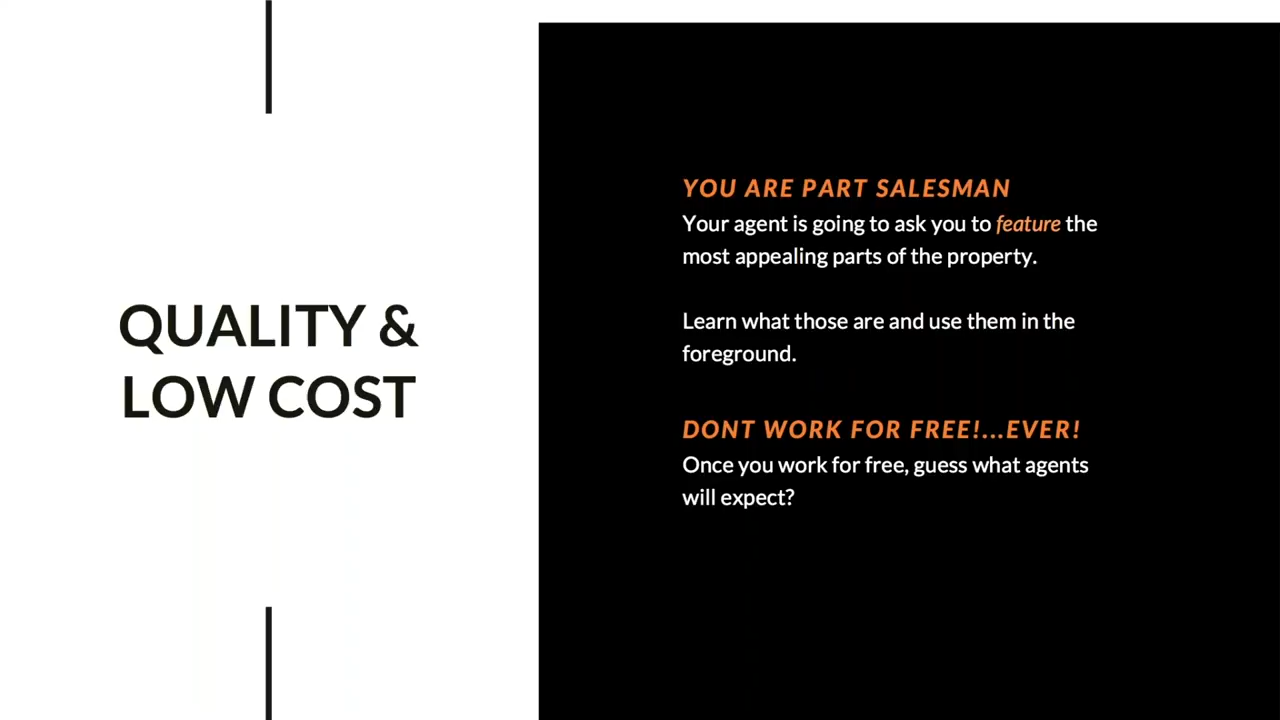 QUALITY &
LOW COST
YOU ARE PART SALESMAN
Your agent is going to ask you to feature the
most appealing parts of the property.
Learn what those are and use them in the
foreground.
DONT WORK FOR FREE!...EVER!
Once you work for free, guess what agents
will expect?